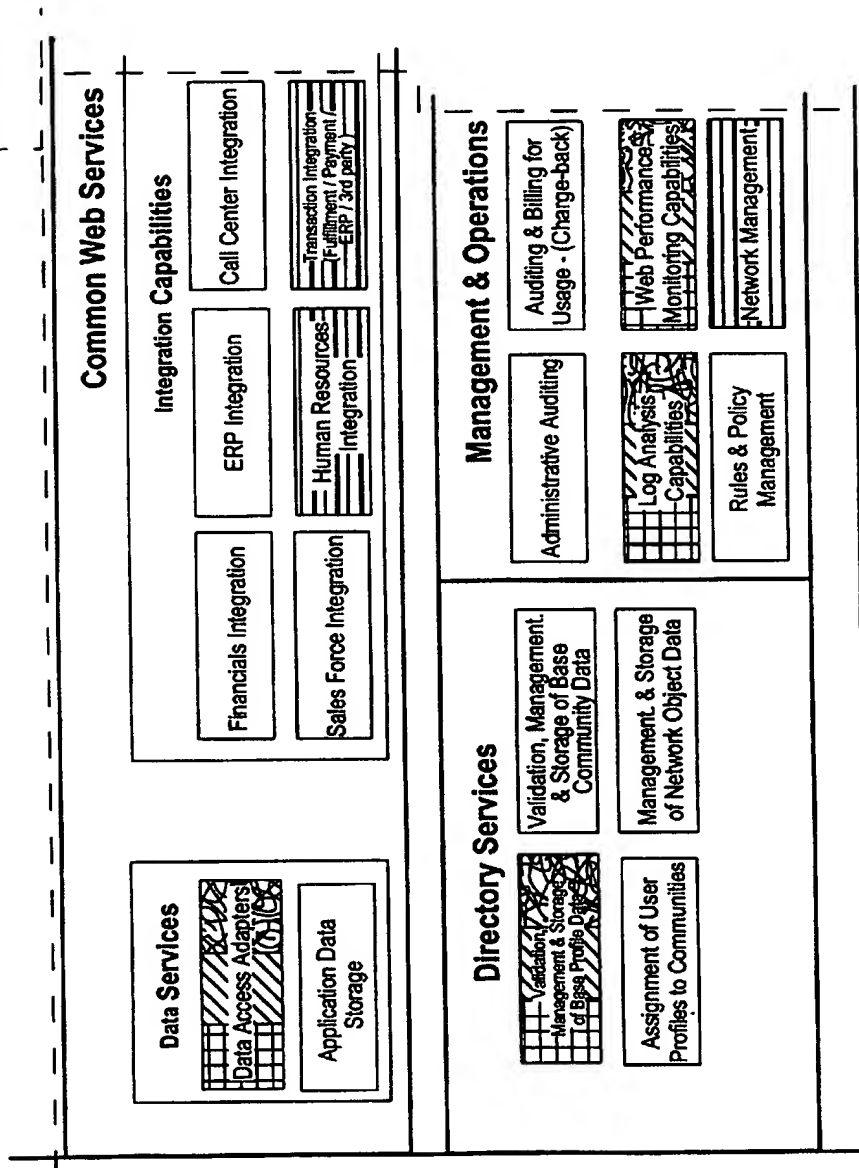 Common Web Services
Data Services
Data Access Adapters
Application Data
Storage
Integration Capabilities
Financials Integration
ERP Integration
Call Center Integration
Sales Force Integration
Human Resources
Integration
Transaction Integration
(Fulfillment / Payment /
ERP / 3rd party )
Directory Services
Validation,
Management & Storage
of Base Profile Data
Validation, Management.
& Storage of Base
Community Data
Assignment of User
Profiles to Communities
Management. & Storage
of Network Object Data
Management & Operations
Administrative Auditing
Auditing & Billing for
Usage - (Charge-back)
Log Analysis
Capabilities
Web Performance
Monitoring Capabilities
Rules & Policy
Management
Network Management